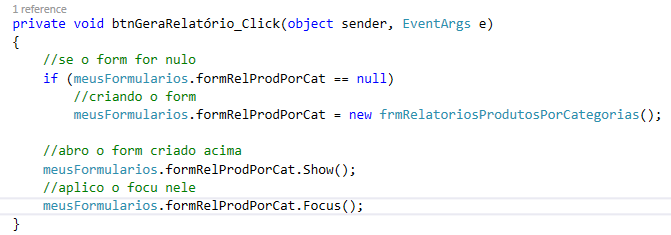 1 reference
private void btnGeraRelatório_Click(object sender, EventArgs e)
{
//se o form for nulo
if (meusFormularios.formRelProdPorCat == null)
//criando o form
meusFormularios.formRelProdPorCat = new frmRelatoriosProdutosPorCategorias();
//abro o form criado acima
meusFormularios.formRelProdPorCat.Show();
//aplico o focu nele
meusFormularios.formRelProdPorCat.Focus();
}